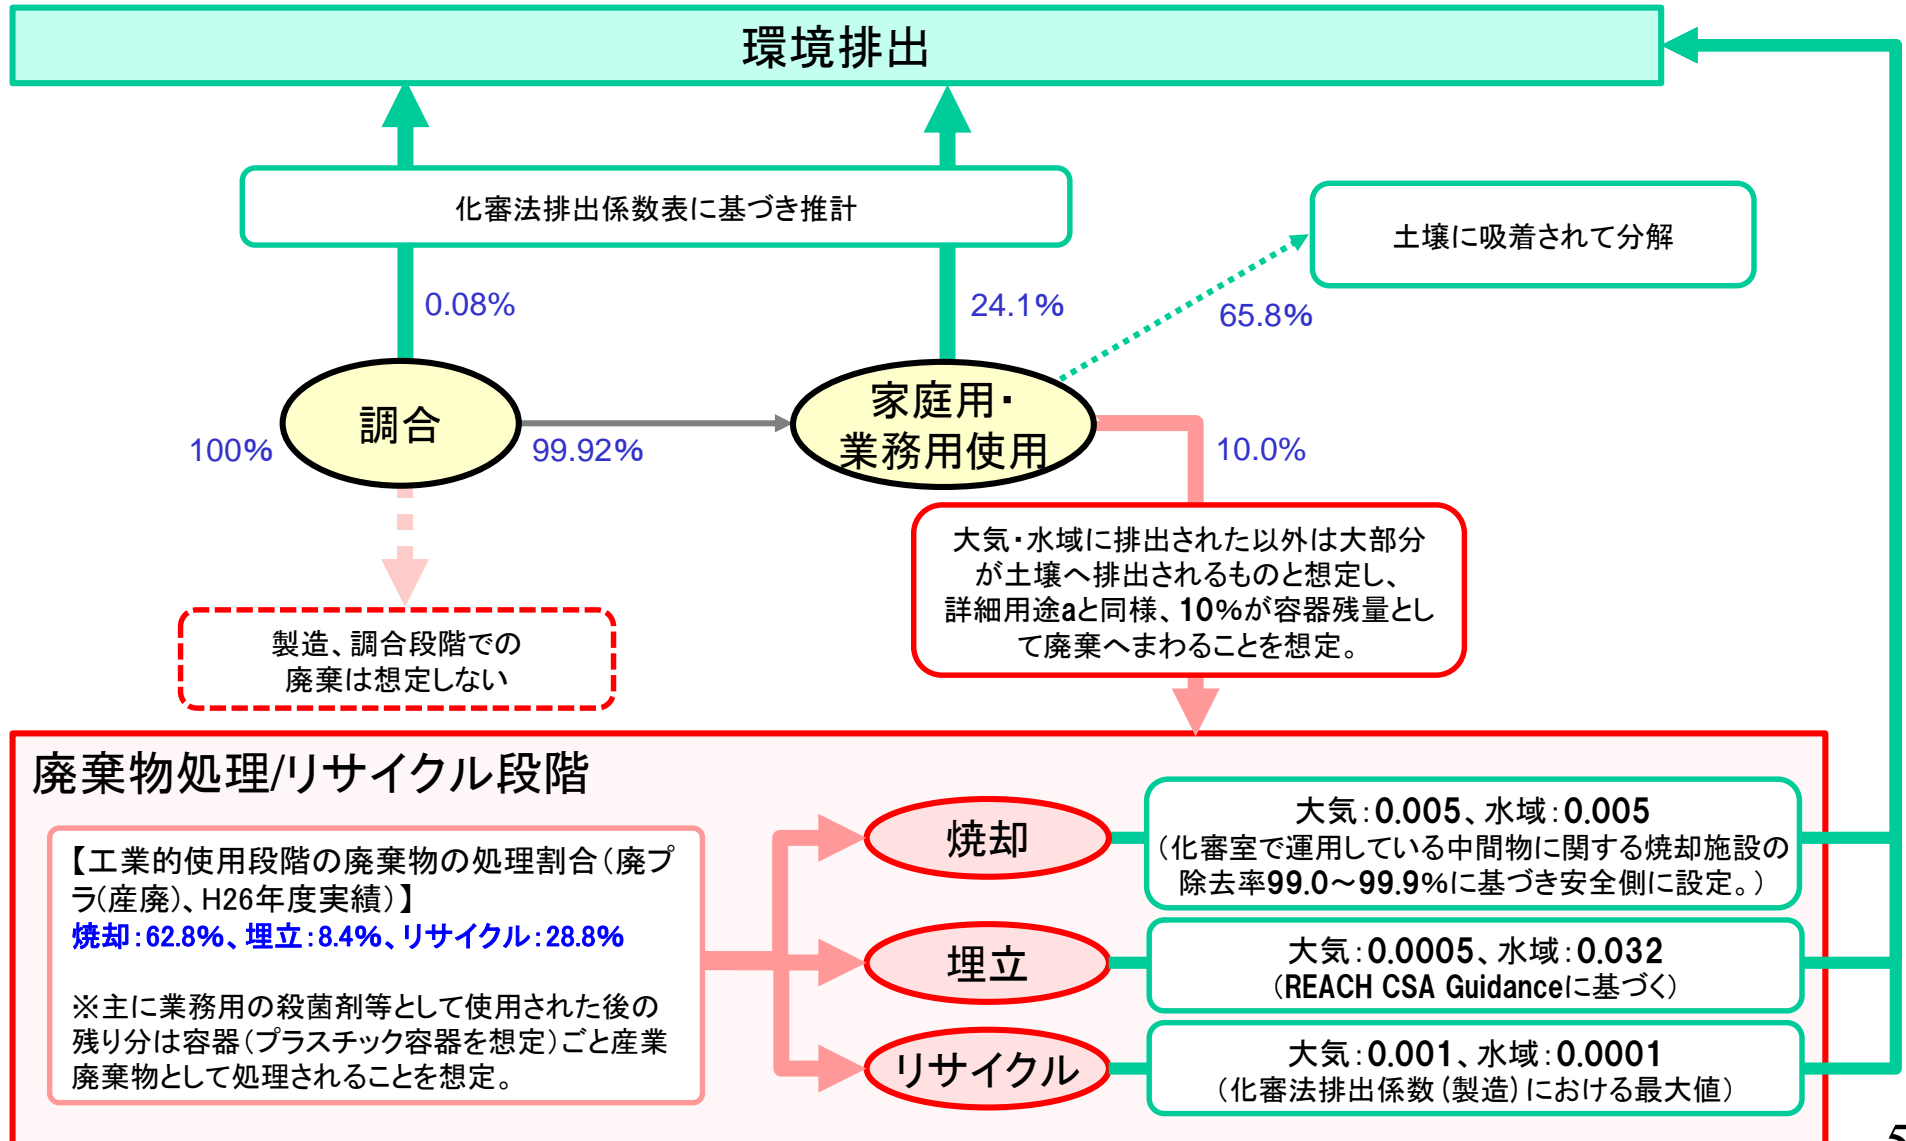 環境排出
化審法排出係数表に基づき推計
土壌に吸着されて分解
0.08%
24.1%
65.8%
調合
家庭用・
業務用使用
100%
99.92%
10.0%
大気・水域に排出された以外は大部分
が土壌へ排出されるものと想定し、
詳細用途aと同様、10%が容器残量とし
て廃棄へまわることを想定。
製造、調合段階での
廃棄は想定しない
廃棄物処理/リサイクル段階
【工業的使用段階の廃棄物の処理割合(廃プ
ラ(産廃)、H26年度実績)】
焼却:62.8%、埋立:8.4%、リサイクル:28.8%
※主に業務用の殺菌剤等として使用された後の
残り分は容器(プラスチック容器を想定)ごと産業
廃棄物として処理されることを想定。
焼却
大気:0.005、水域:0.005
(化審室で運用している中間物に関する焼却施設の
除去率99.0~99.9%に基づき安全側に設定。)
埋立
大気:0.0005、水域:0.032
(REACH CSA Guidanceに基づく)
リサイクル
大気:0.001、水域:0.0001
(化審法排出係数(製造)における最大値)